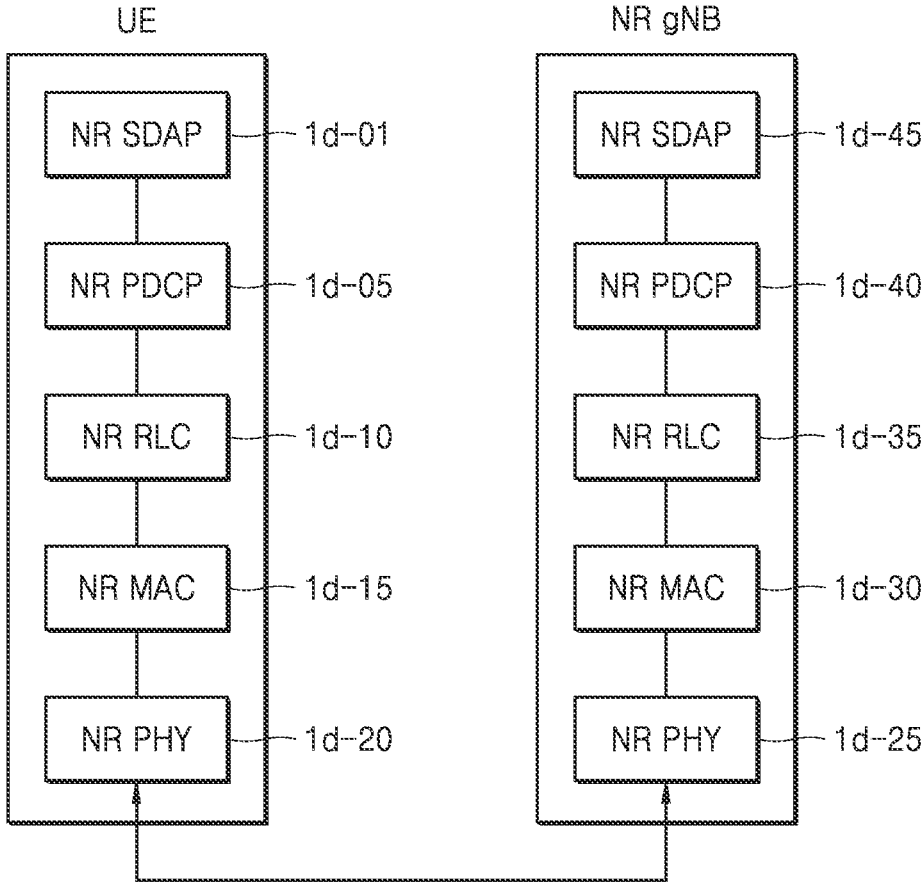 UE
NR gNB
NR SDAP
1d-01
NR SDAP
1d-45
NR PDCP
1d-05
NR PDCP
1d-40
NR RLC
1d-10
NR RLC
1d-35
NR MAC
1d-15
NR MAC
1d-30
NR PHY
1d-20
NR PHY
1d-25